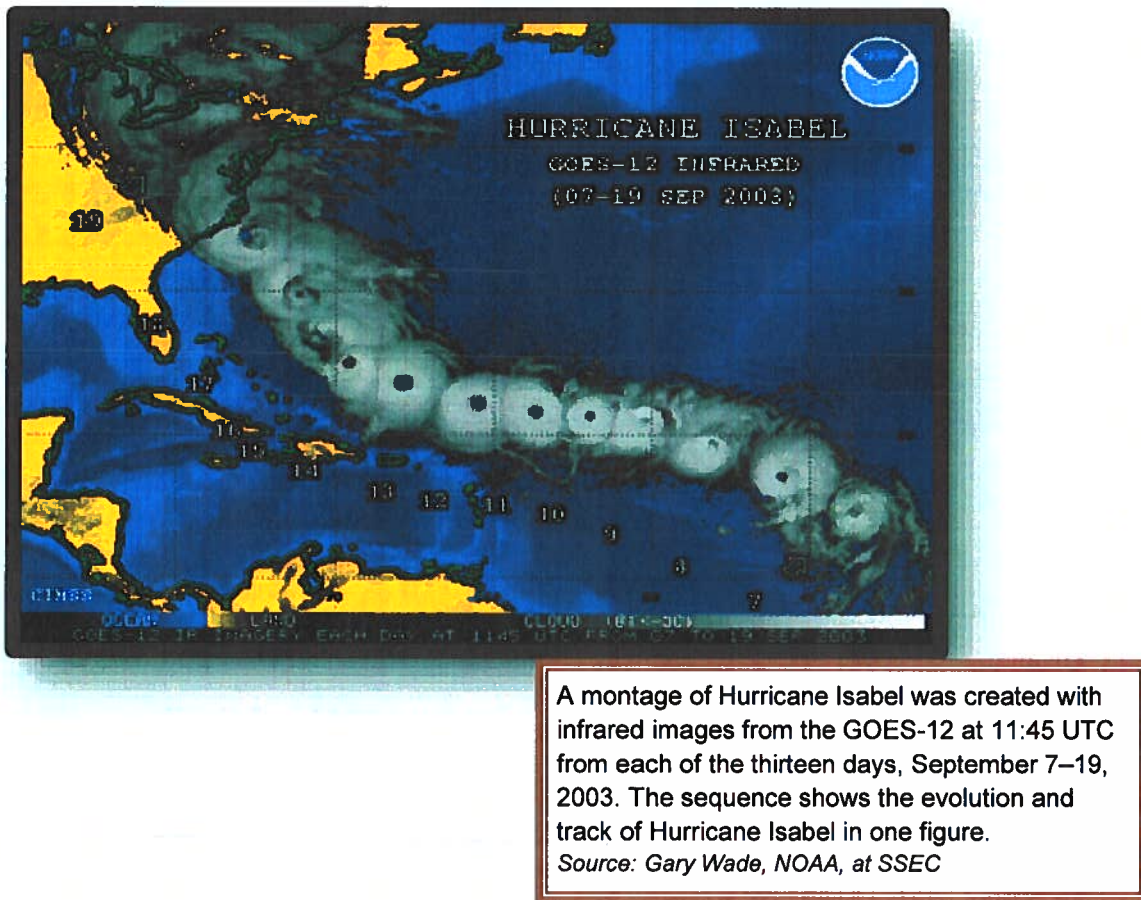 HURRICANE ISABEL
GOES-12 INFRARED
(07-19 SEP 2003)
19
18
17
16
15
14
13
12
11
10
9
8
7
CIMSS
OCEAN LAND CLOUD
GOES-12 IR IMAGERY EACH DAY AT 1145 UTC FROM 07 TO 19 SEP 2003
A montage of Hurricane Isabel was created with
infrared images from the GOES-12 at 11:45 UTC
from each of the thirteen days, September 7–19,
2003. The sequence shows the evolution and
track of Hurricane Isabel in one figure.
Source: Gary Wade, NOAA, at SSEC